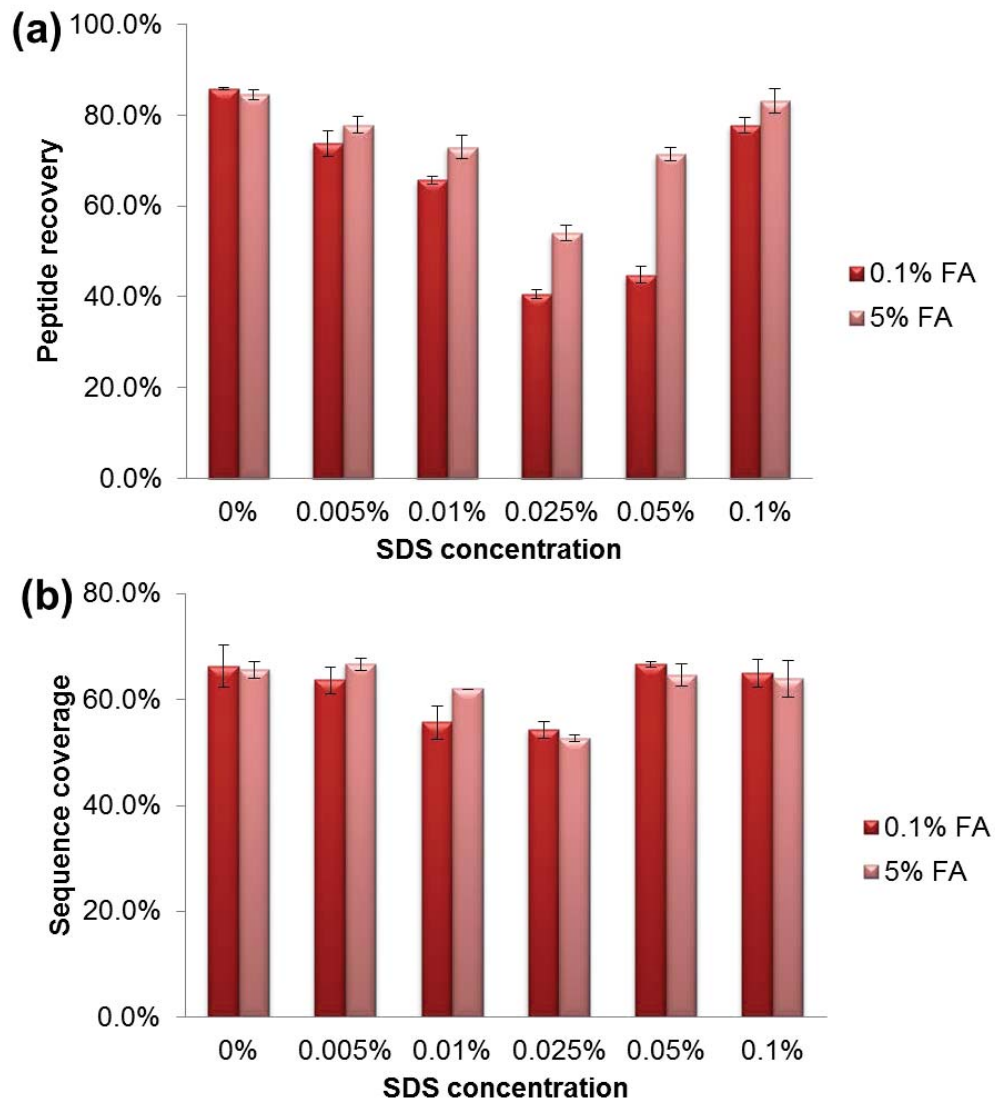 (a)
100.0%
80.0%
60.0%
40.0%
20.0%
0.0%
Peptide recovery
0% 0.005% 0.01% 0.025% 0.05% 0.1%
SDS concentration
0.1% FA
5% FA
(b)
80.0%
60.0%
40.0%
20.0%
0.0%
Sequence coverage
0% 0.005% 0.01% 0.025% 0.05% 0.1%
SDS concentration
0.1% FA
5% FA